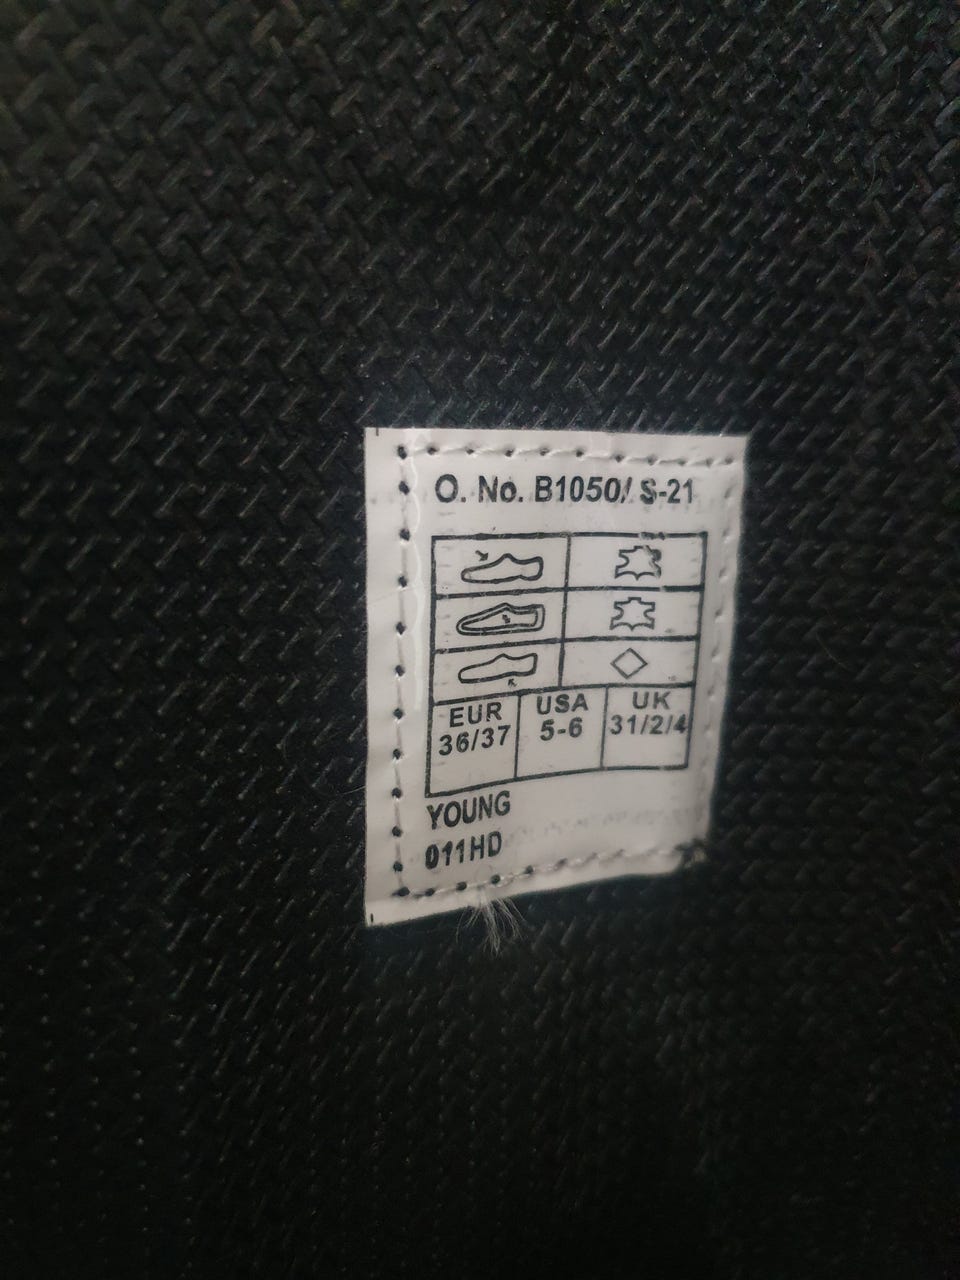 O. No. B1050/ S-21
EUR USA UK
36/37 5-6 31/2/4
YOUNG
011HD